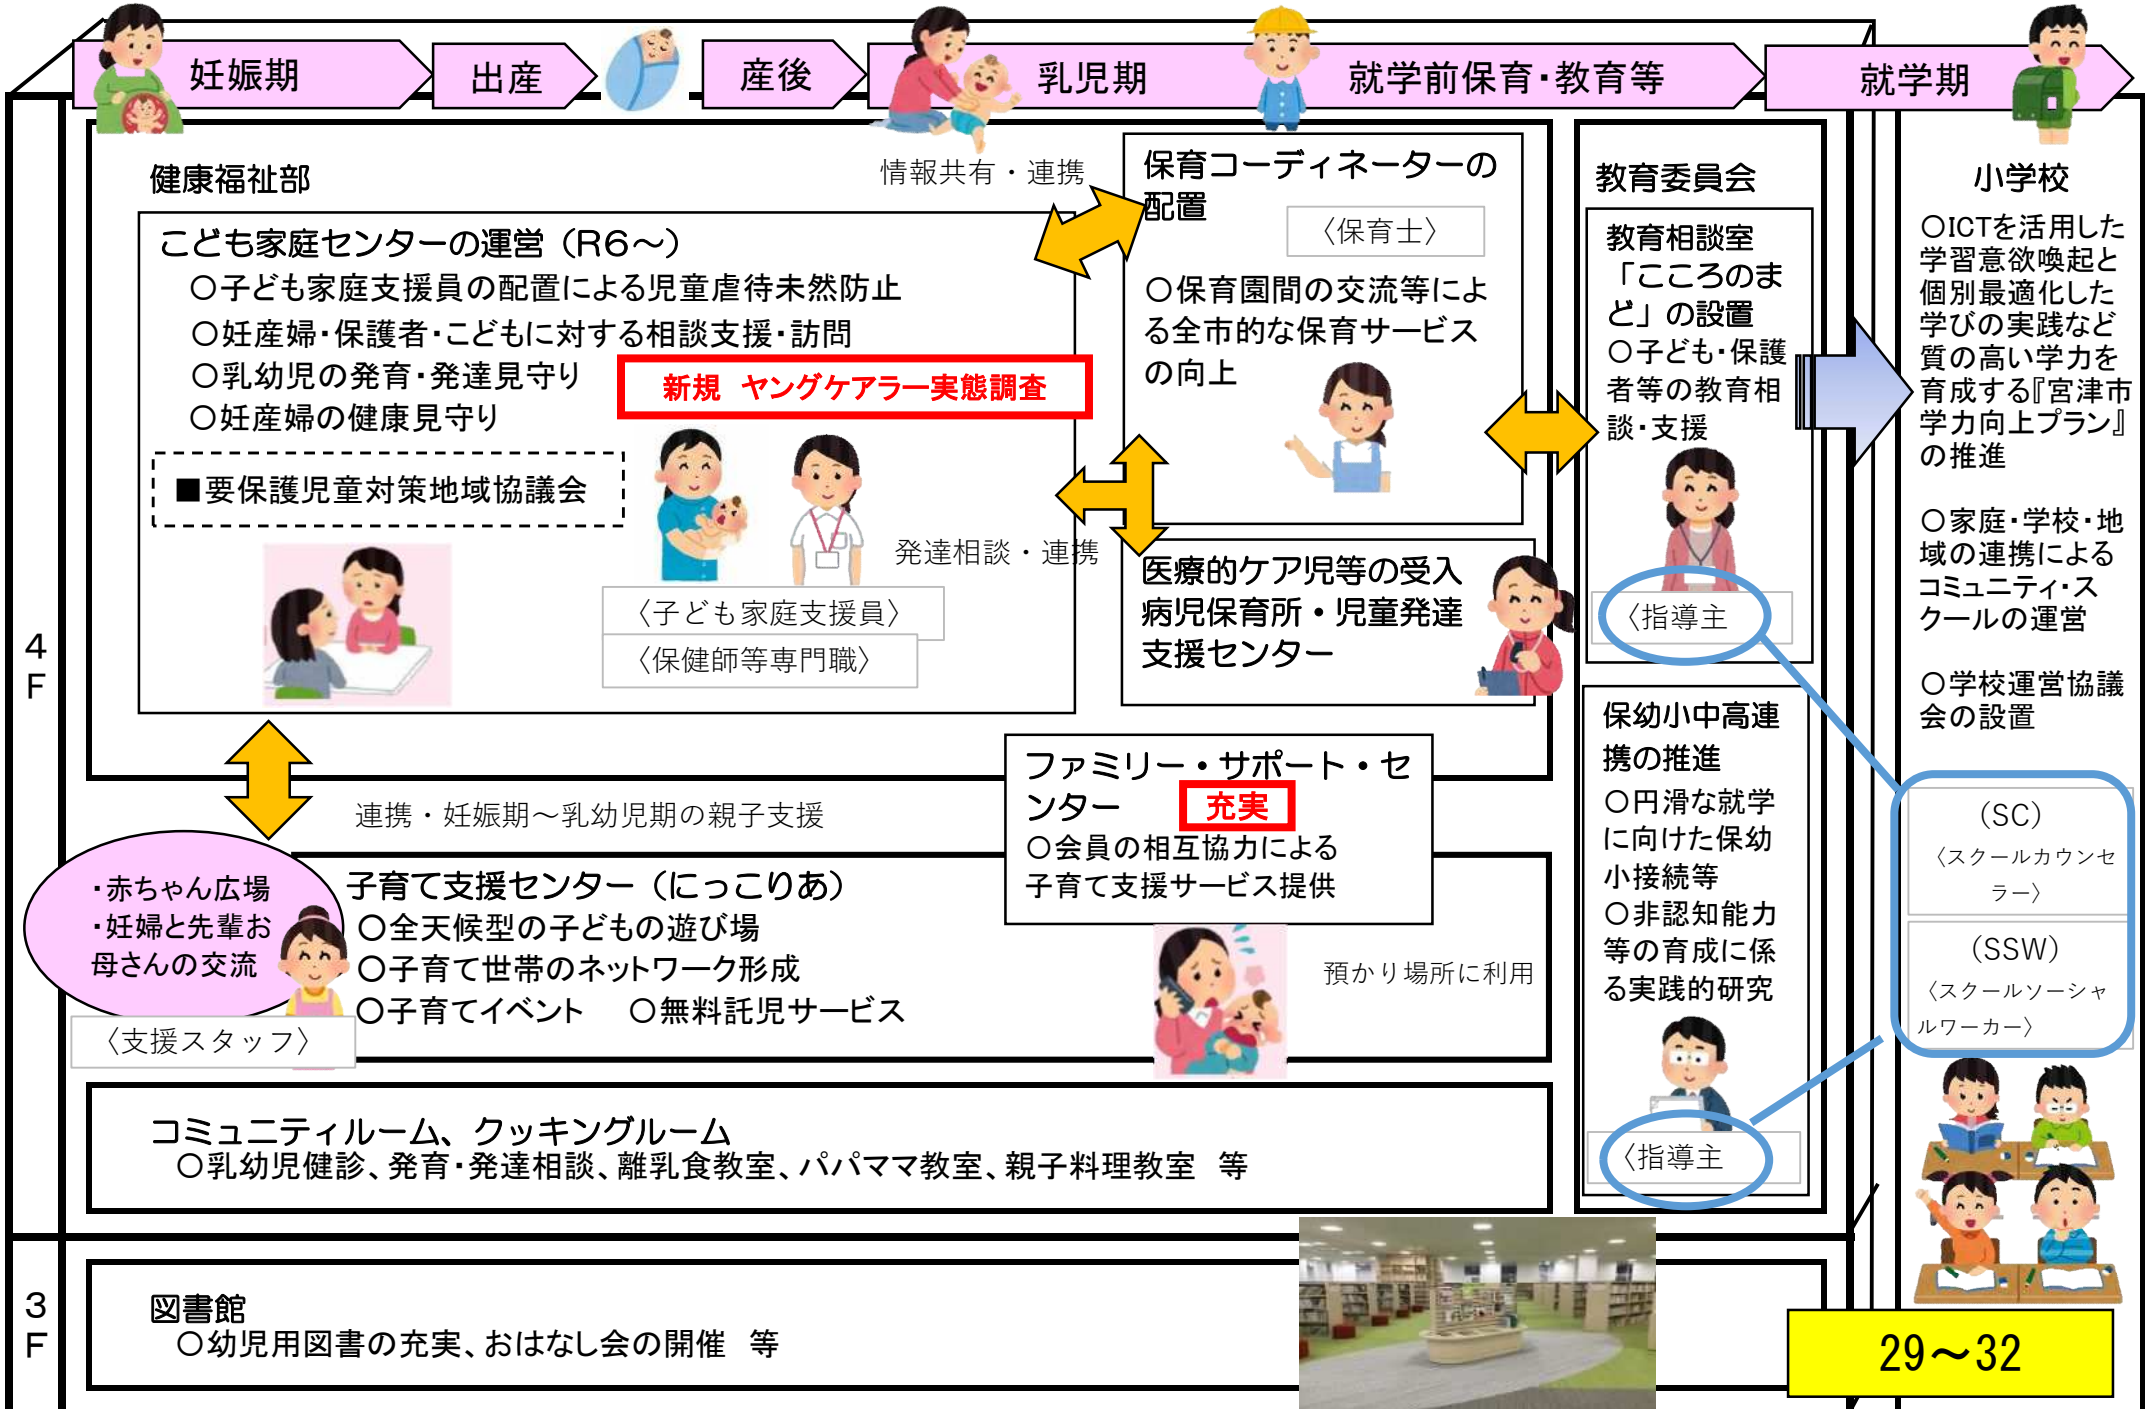 妊娠期
出産
産後
乳児期
就学前保育・教育等
就学期
4F
健康福祉部
情報共有・連携
こども家庭センターの運営（R6～）
○子ども家庭支援員の配置による児童虐待未然防止
○妊産婦・保護者・こどもに対する相談支援・訪問
○乳幼児の発育・発達見守り
○妊産婦の健康見守り
新規　ヤングケアラー実態調査
■要保護児童対策地域協議会
発達相談・連携
〈子ども家庭支援員〉
〈保健師等専門職〉
保育コーディネーターの
配置
〈保育士〉
○保育園間の交流等によ
る全市的な保育サービス
の向上
医療的ケア児等の受入
病児保育所・児童発達
支援センター
教育委員会
教育相談室
「こころのま
ど」の設置
○子ども・保護
者等の教育相
談・支援
〈指導主
保幼小中高連
携の推進
○円滑な就学
に向けた保幼
小接続等
○非認知能力
等の育成に係
る実践的研究
〈指導主
小学校
○ICTを活用した
学習意欲喚起と
個別最適化した
学びの実践など
質の高い学力を
育成する『宮津市
学力向上プラン』
の推進
○家庭・学校・地
域の連携による
コミュニティ・ス
クールの運営
○学校運営協議
会の設置
（SC）
〈スクールカウンセ
ラー〉
（SSW）
〈スクールソーシャ
ルワーカー〉
連携・妊娠期～乳幼児期の親子支援
ファミリー・サポート・セ
ンター　充実
○会員の相互協力による
子育て支援サービス提供
預かり場所に利用
・赤ちゃん広場
・妊婦と先輩お
母さんの交流
〈支援スタッフ〉
子育て支援センター（にっこりあ）
○全天候型の子どもの遊び場
○子育て世帯のネットワーク形成
○子育てイベント　○無料託児サービス
コミュニティルーム、クッキングルーム
○乳幼児健診、発育・発達相談、離乳食教室、パパママ教室、親子料理教室　等
3F
図書館
○幼児用図書の充実、おはなし会の開催　等
29～32